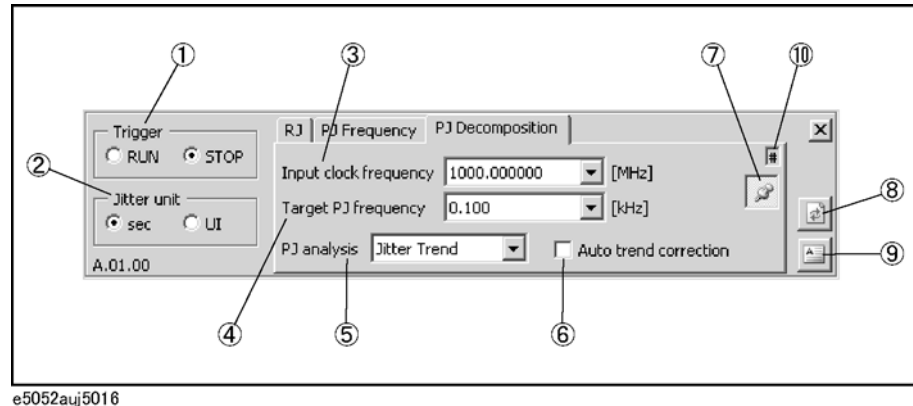 ① ③ ⑦ ⑩
Trigger
RUN STOP
② Jitter unit
sec UI
A.01.00
RJ PJ Frequency PJ Decomposition
Input clock frequency 1000.000000 [MHz]
Target PJ frequency 0.100 [kHz]
PJ analysis Jitter Trend Auto trend correction
#
⑧
⑨
④ ⑤ ⑥
e5052auj5016